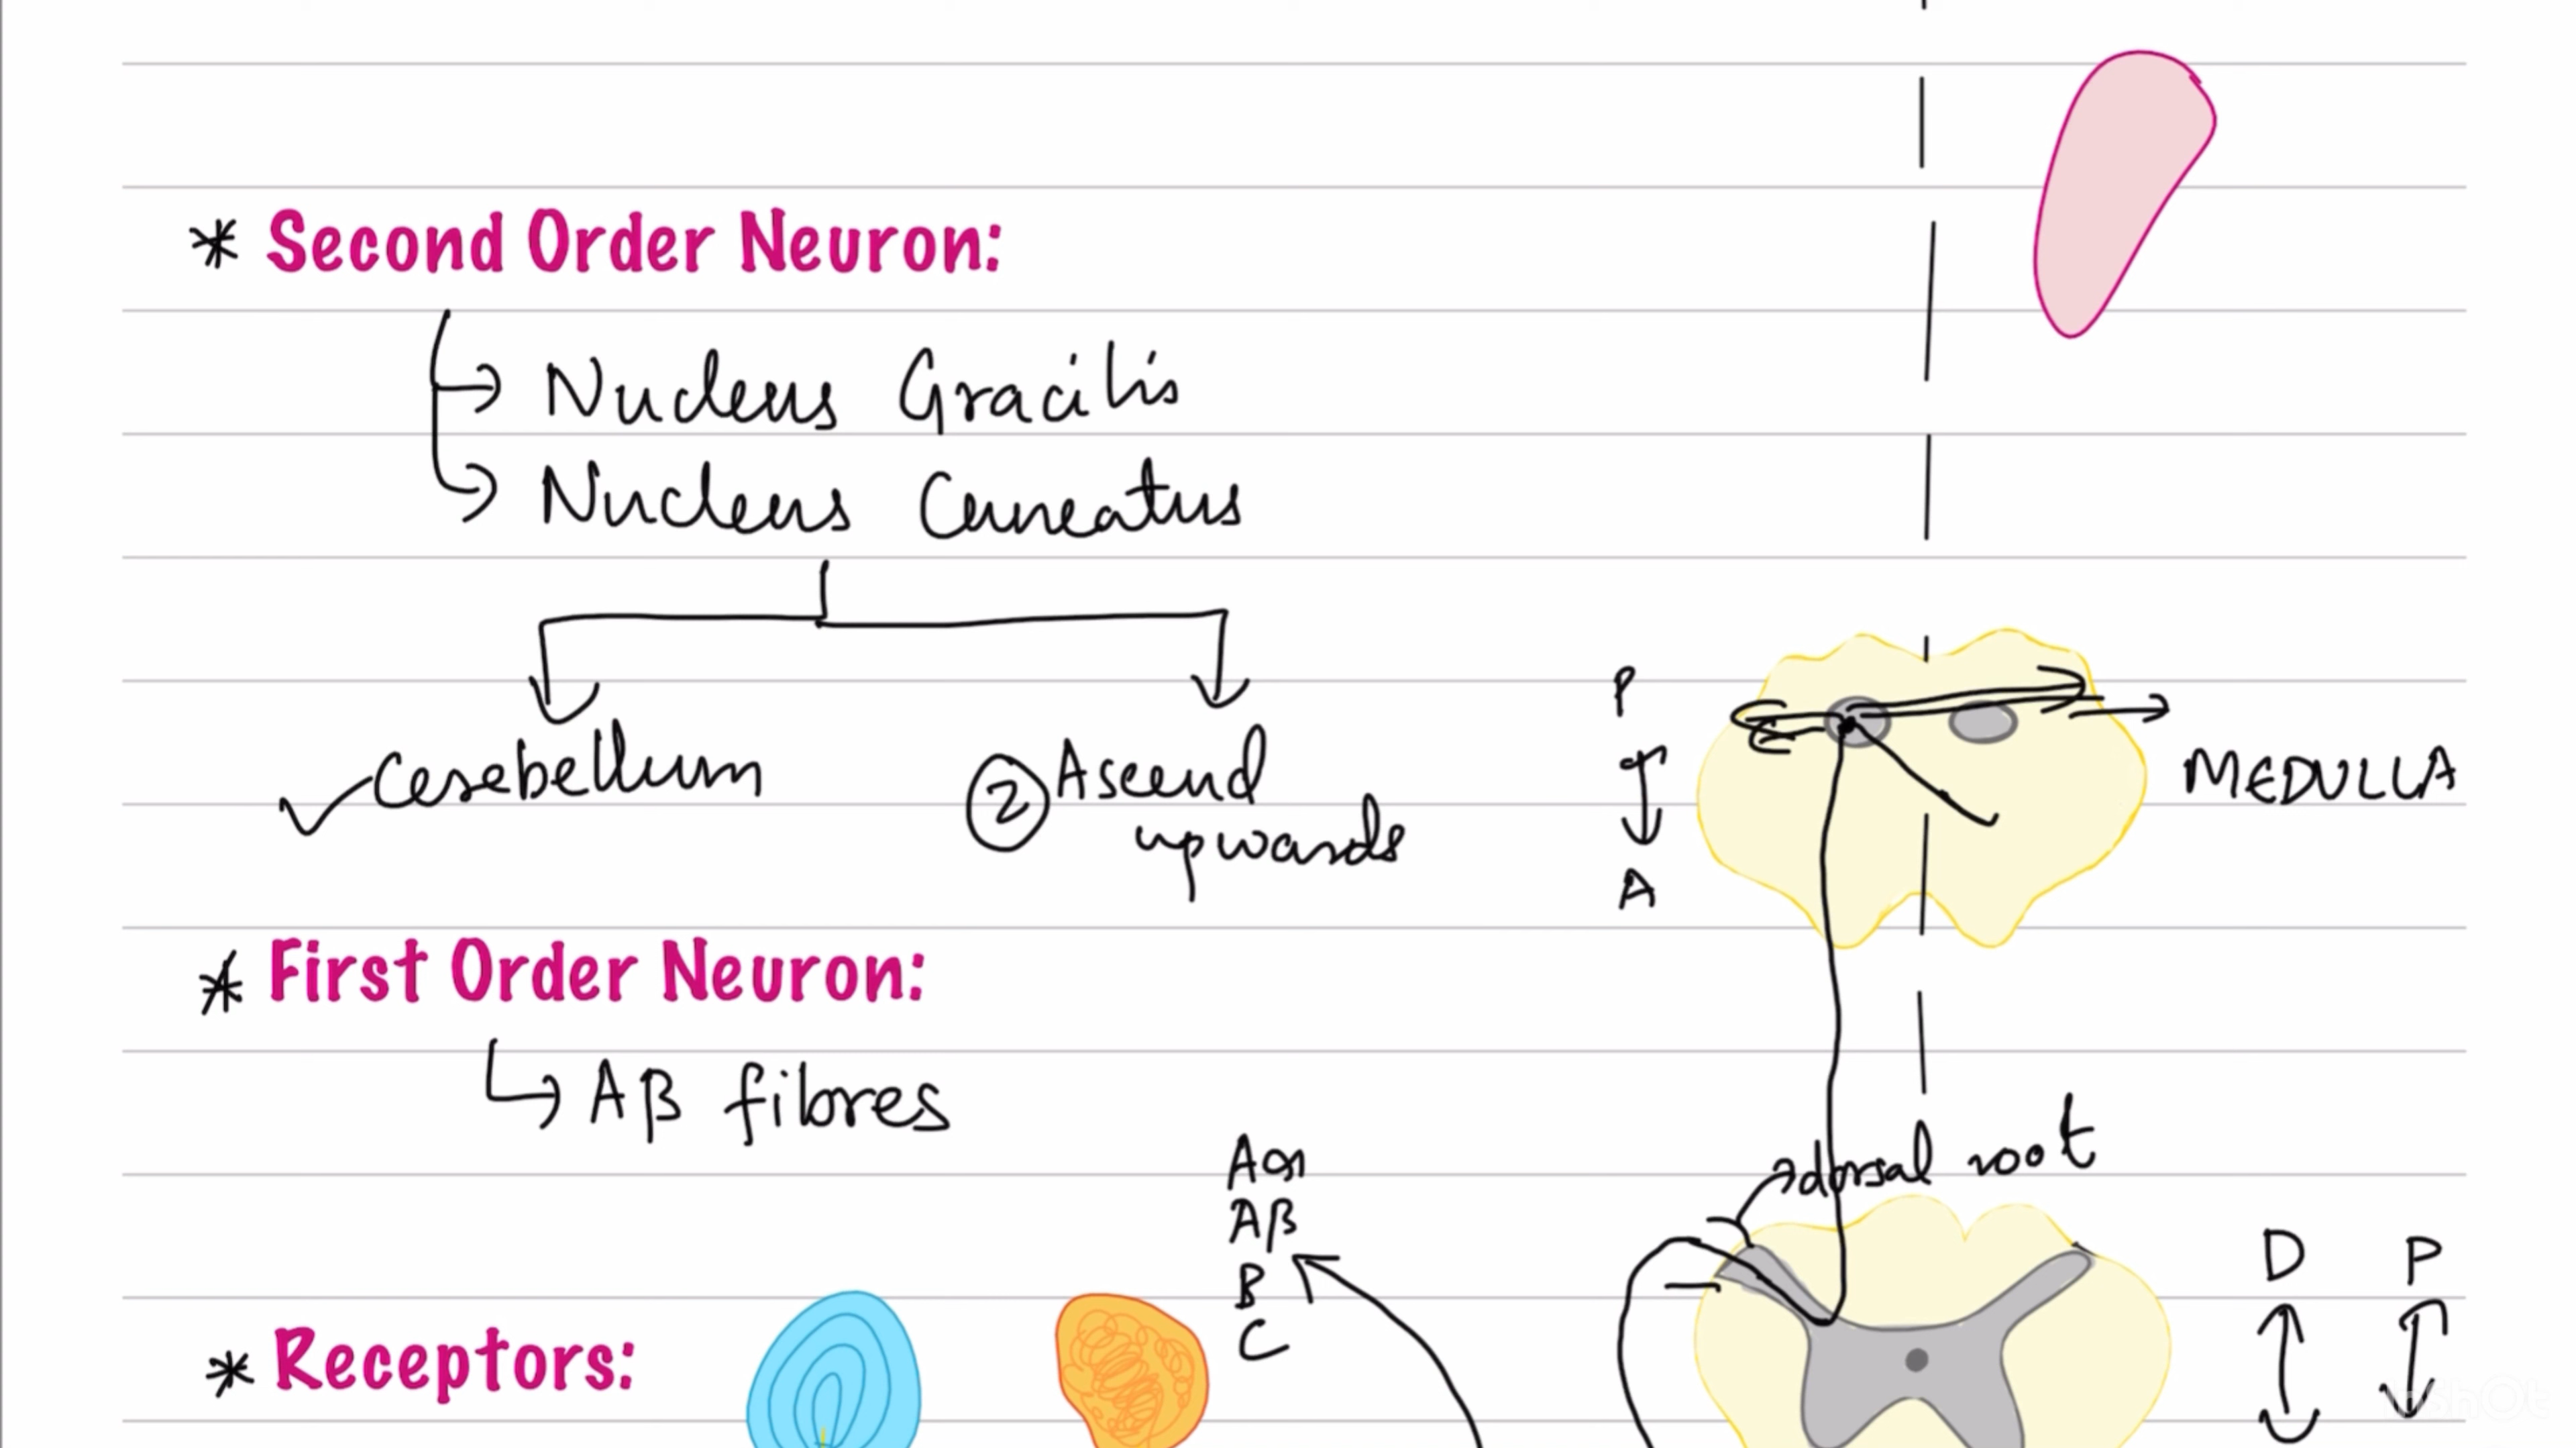 * Second Order Neuron:
Nucleus Gracilis
Nucleus Cuneatus
Cerebellum
② Ascend
upwards
P
A
MEDULLA
* First Order Neuron:
Aβ fibres
dorsal root
Aα
Aβ
B
C
D P
* Receptors:
InShOt